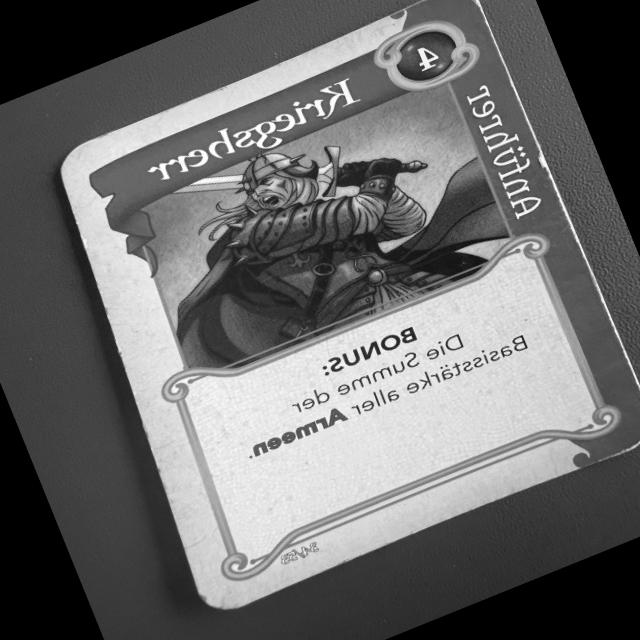 4
Kriegsherr
Anführer
BONUS:
Die Summe der
Basisstärke aller Armeen.